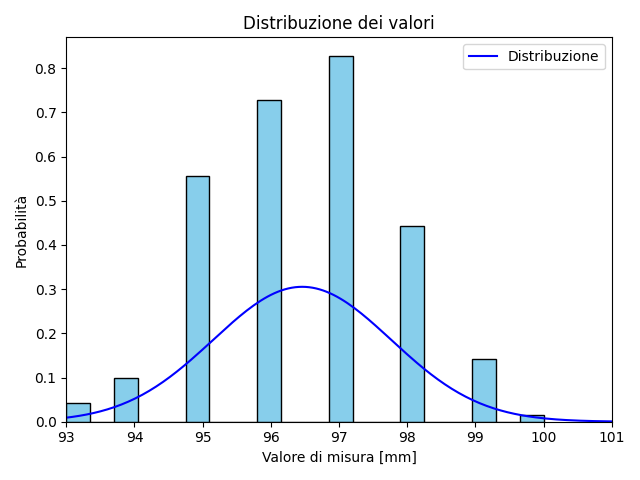 Distribuzione dei valori
Distribuzione
Probabilità
0.8
0.7
0.6
0.5
0.4
0.3
0.2
0.1
0.0
93 94 95 96 97 98 99 100 101
Valore di misura [mm]